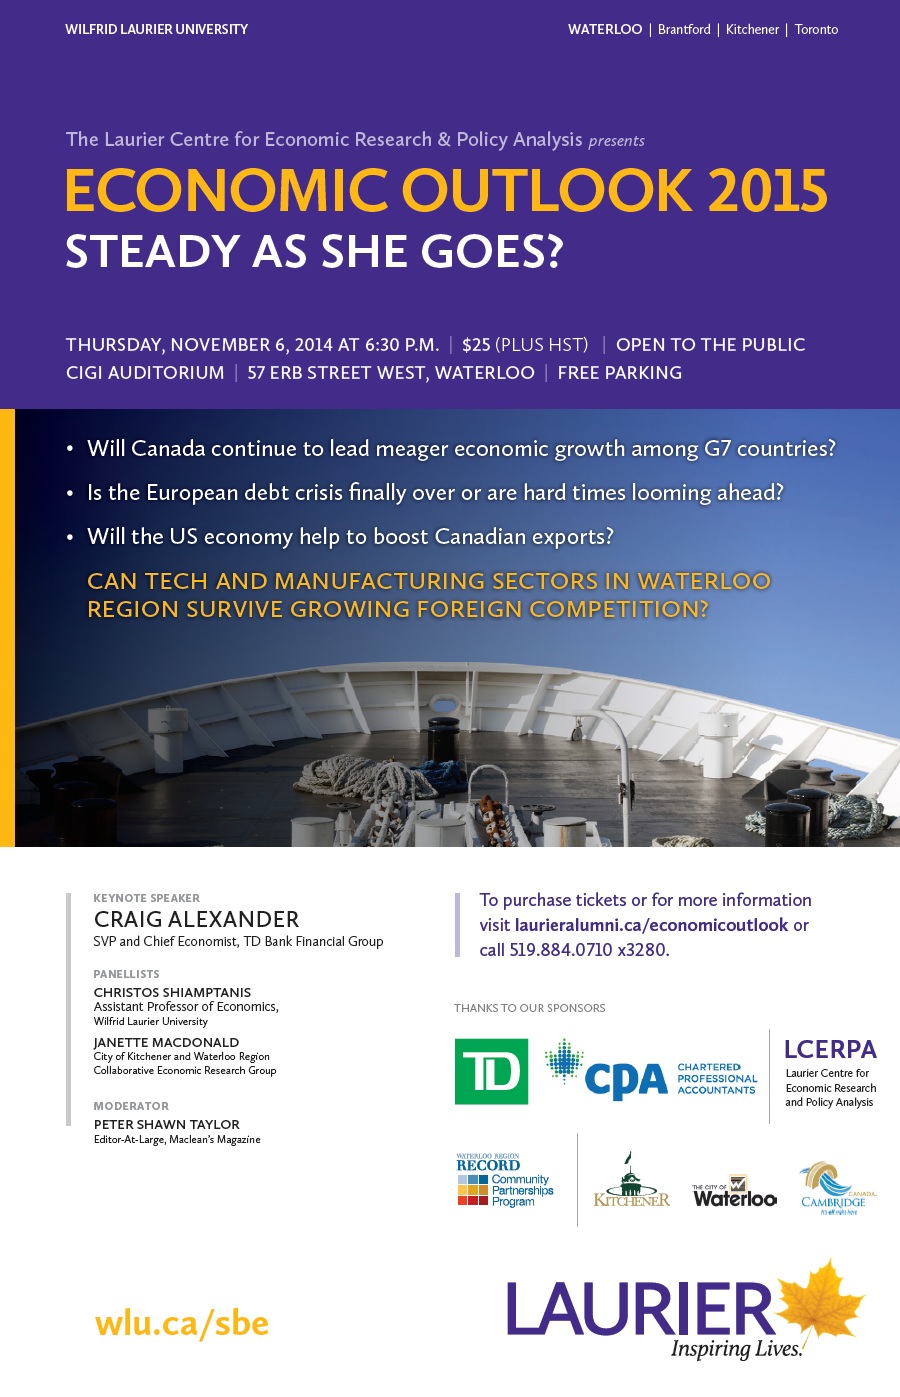 WILFRID LAURIER UNIVERSITY
WATERLOO | Brantford | Kitchener | Toronto
The Laurier Centre for Economic Research & Policy Analysis presents
ECONOMIC OUTLOOK 2015
STEADY AS SHE GOES?
THURSDAY, NOVEMBER 6, 2014 AT 6:30 P.M. | $25 (PLUS HST) | OPEN TO THE PUBLIC
CIGI AUDITORIUM | 57 ERB STREET WEST, WATERLOO | FREE PARKING
• Will Canada continue to lead meager economic growth among G7 countries?
• Is the European debt crisis finally over or are hard times looming ahead?
• Will the US economy help to boost Canadian exports?
CAN TECH AND MANUFACTURING SECTORS IN WATERLOO
REGION SURVIVE GROWING FOREIGN COMPETITION?
KEYNOTE SPEAKER
CRAIG ALEXANDER
SVP and Chief Economist, TD Bank Financial Group
PANELLISTS
CHRISTOS SHIAMPTANIS
Assistant Professor of Economics,
Wilfrid Laurier University
JANETTE MACDONALD
City of Kitchener and Waterloo Region
Collaborative Economic Research Group
MODERATOR
PETER SHAWN TAYLOR
Editor-At-Large, Maclean's Magazine
To purchase tickets or for more information
visit laurieralumni.ca/economicoutlook or
call 519.884.0710 x3280.
THANKS TO OUR SPONSORS
TD
CPA
CHARTERED
PROFESSIONAL
ACCOUNTANTS
LCERPA
Laurier Centre for
Economic Research
and Policy Analysis
WATERLOO REGION
RECORD
Community
Partnerships
Program
KITCHENER
THE CITY OF
Waterloo
CANADA
CAMBRIDGE
It's all right here
wlu.ca/sbe
LAURIER
Inspiring Lives.